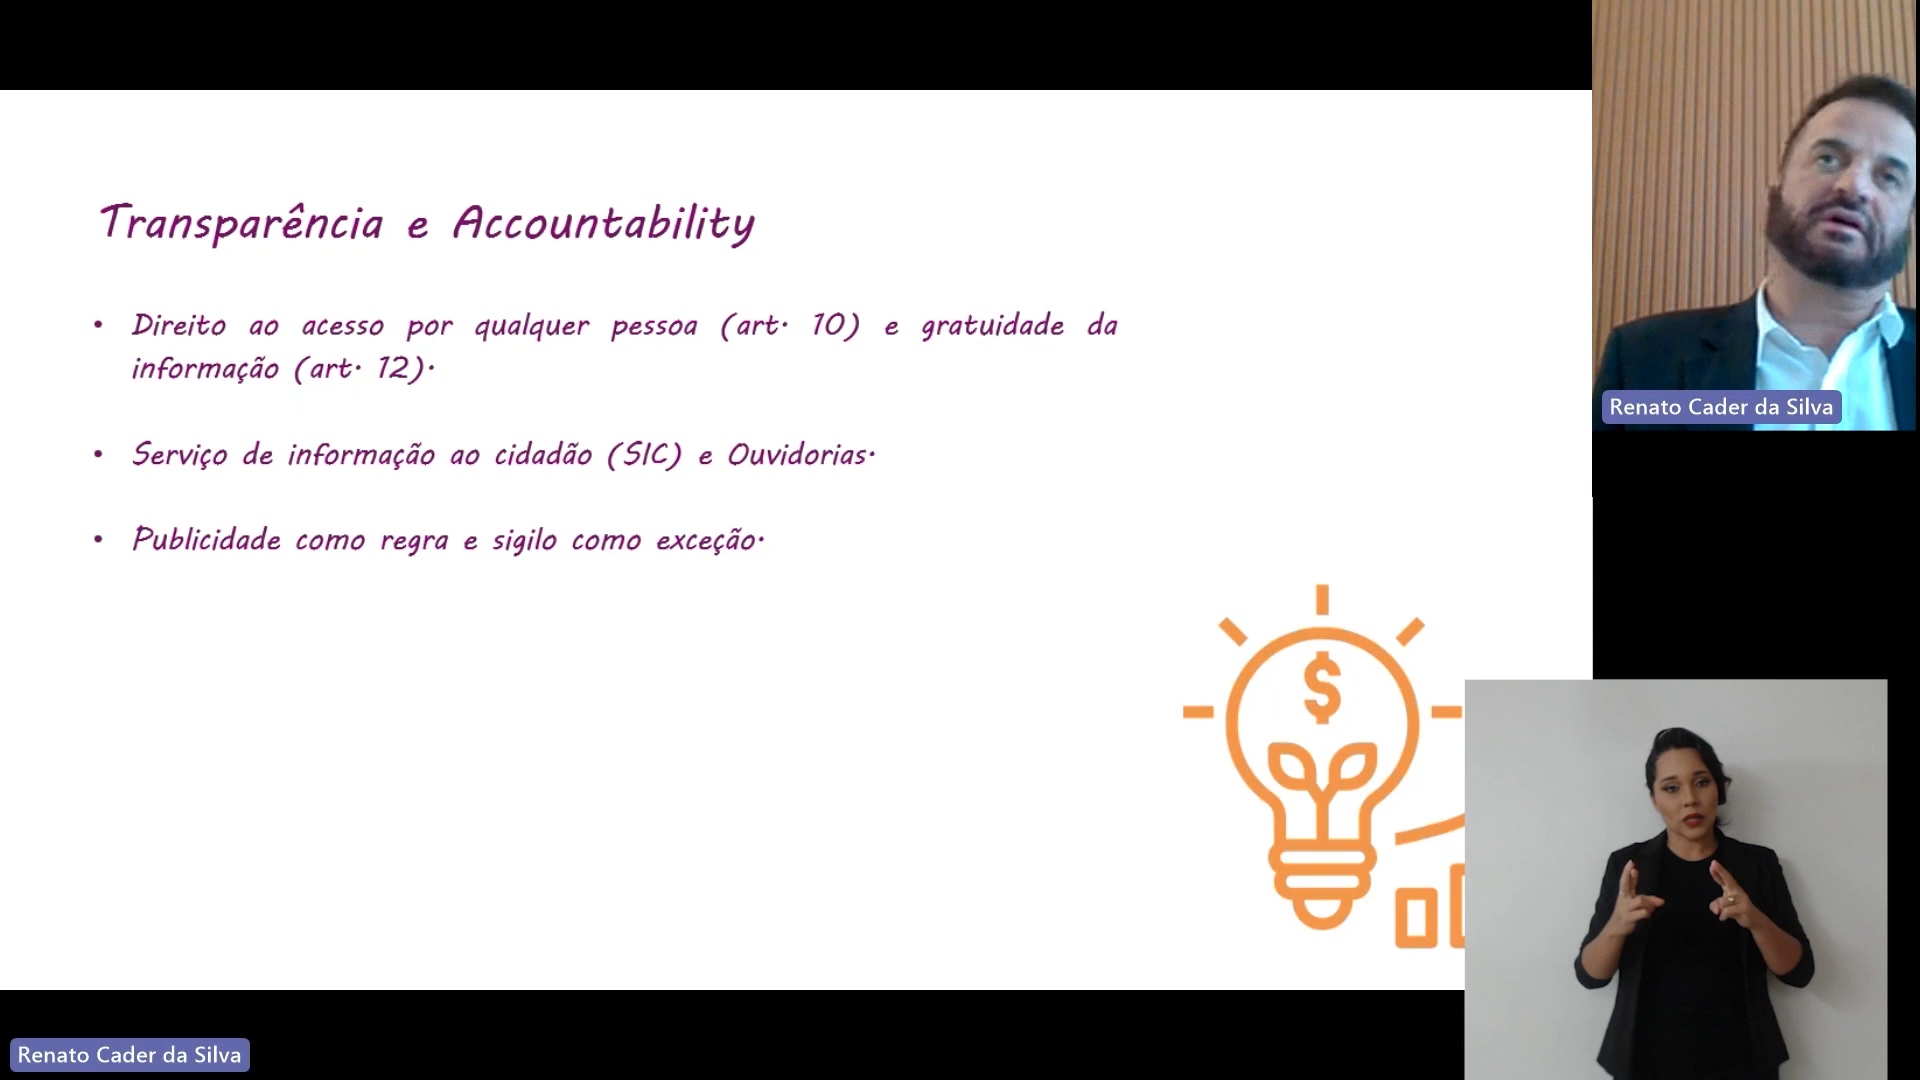 Transparência e Accountability
• Direito ao acesso por qualquer pessoa (art. 10) e gratuidade da
informação (art. 12).
• Serviço de informação ao cidadão (SIC) e Ouvidorias.
• Publicidade como regra e sigilo como exceção.
$
Renato Cader da Silva
Renato Cader da Silva